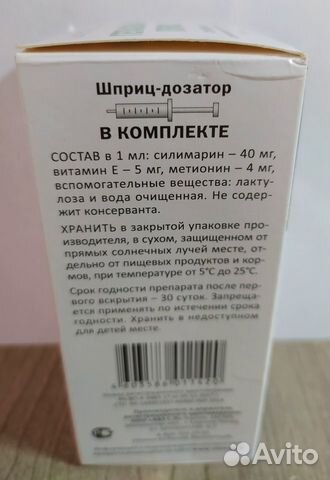 Шприц-дозатор
В КОМПЛЕКТЕ
СОСТАВ в 1 мл: силимарин – 40 мг,
витамин Е – 5 мг, метионин – 4 мг,
вспомогательные вещества: лакту-
лоза и вода очищенная. Не содер-
жит консерванта.
ХРАНИТЬ в закрытой упаковке про-
изводителя, в сухом, защищенном от
прямых солнечных лучей месте, от-
дельно от пищевых продуктов и кор-
мов, при температуре от 5°С до 25°С.
Срок годности препарата после пер-
вого вскрытия – 30 суток. Запреща-
ется применять по истечении срока
годности. Хранить в недоступном
для детей месте.
Avito